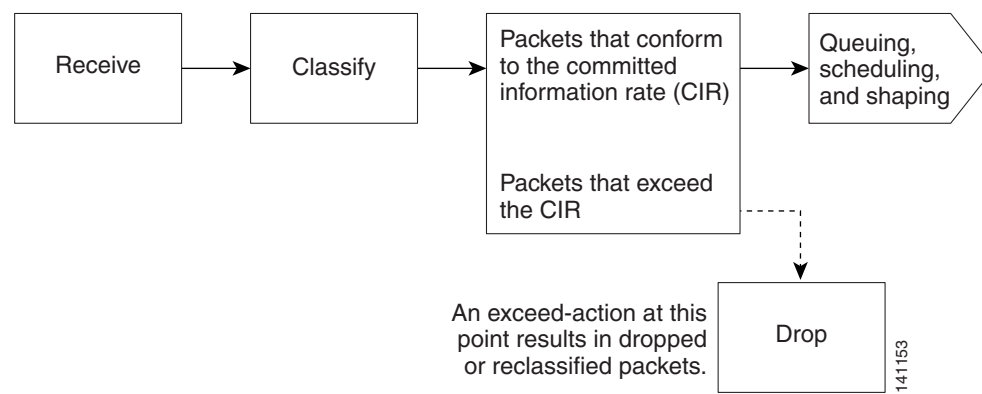 Receive
Classify
Packets that conform
to the committed
information rate (CIR)
Packets that exceed
the CIR
Queuing,
scheduling,
and shaping
An exceed-action at this
point results in dropped
or reclassified packets.
Drop
141153